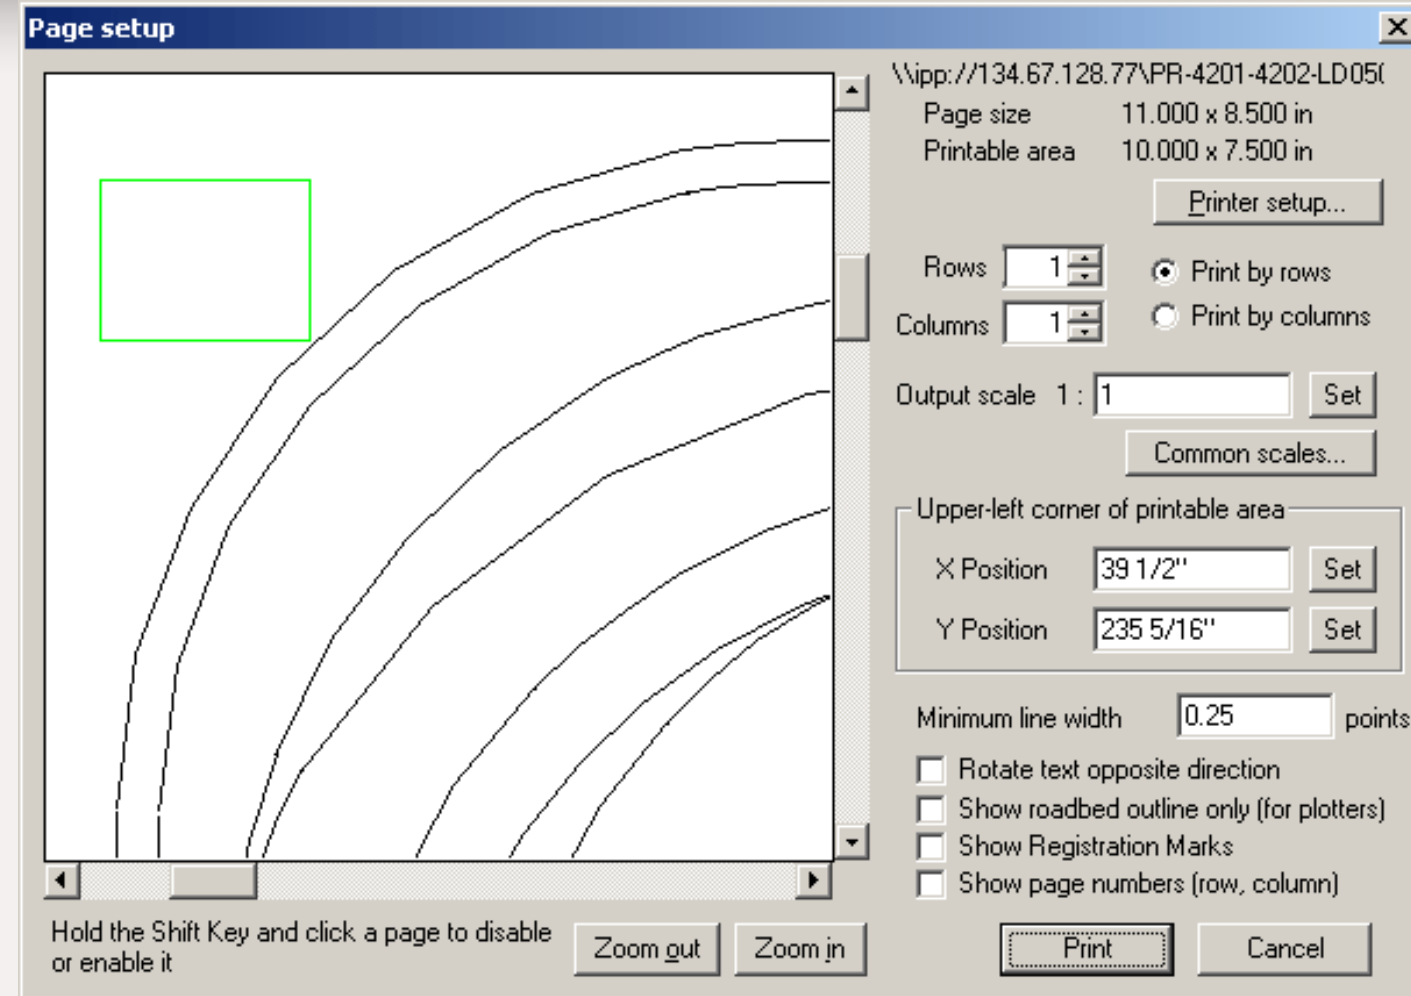 Page setup
\\ipp://134.67.128.77\PR-4201-4202-LD05(
Page size 11.000 x 8.500 in
Printable area 10.000 x 7.500 in
Printer setup...
Rows 1 Print by rows
Columns 1 Print by columns
Output scale 1 : 1 Set
Common scales...
Upper-left corner of printable area
X Position 39 1/2" Set
Y Position 235 5/16" Set
Minimum line width 0.25 points
Rotate text opposite direction
Show roadbed outline only (for plotters)
Show Registration Marks
Show page numbers (row, column)
Hold the Shift Key and click a page to disable
or enable it
Zoom out Zoom in Print Cancel